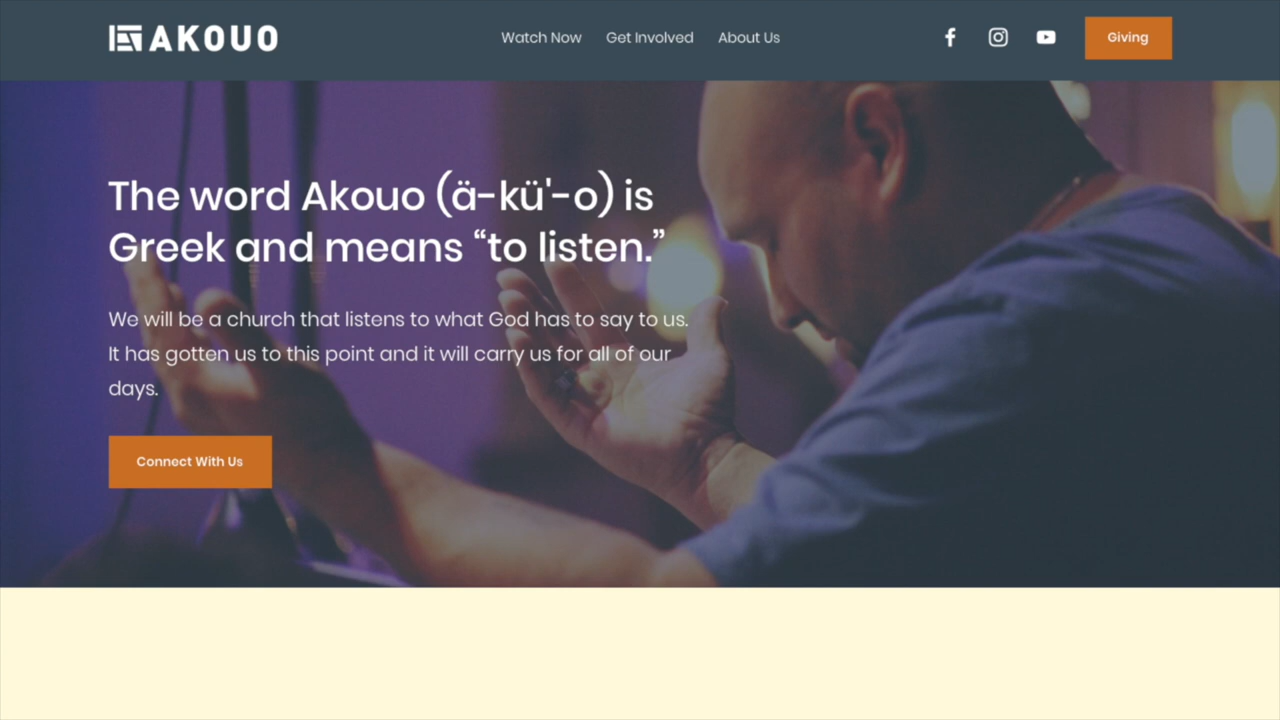 AKOUO
Watch Now
Get Involved
About Us
Giving
The word Akouo (ä-kü'-o) is
Greek and means “to listen.”
We will be a church that listens to what God has to say to us.
It has gotten us to this point and it will carry us for all of our
days.
Connect With Us